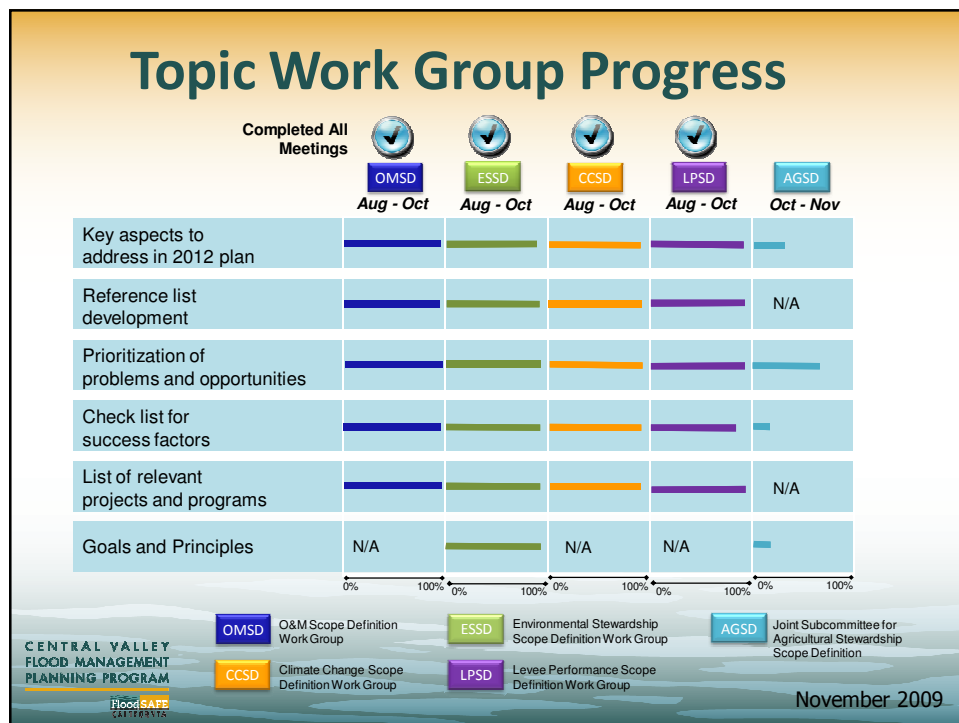 Topic Work Group Progress
Completed All
Meetings
OMSD ESSD CCSD LPSD AGSD
Aug - Oct Aug - Oct Aug - Oct Aug - Oct Oct - Nov
Key aspects to
address in 2012 plan
Reference list
development
N/A
Prioritization of
problems and opportunities
Check list for
success factors
List of relevant
projects and programs
N/A
Goals and Principles
N/A N/A N/A
0% 100% 0% 100% 0% 100% 0% 100% 0% 100%
OMSD
O&M Scope Definition
Work Group
ESSD
Environmental Stewardship
Scope Definition Work Group
AGSD
Joint Subcommittee for
Agricultural Stewardship
Scope Definition
CCSD
Climate Change Scope
Definition Work Group
LPSD
Levee Performance Scope
Definition Work Group
CENTRAL VALLEY
FLOOD MANAGEMENT
PLANNING PROGRAM
FloodSAFE
CALIFORNIA
November 2009